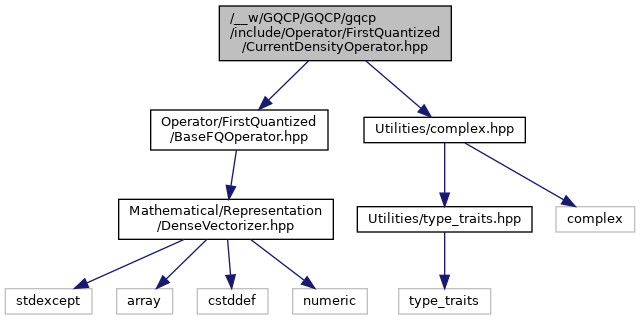 /__w/GQCP/GQCP/gqcp
/include/Operator/FirstQuantized
/CurrentDensityOperator.hpp
Operator/FirstQuantized
/BaseFQOperator.hpp
Utilities/complex.hpp
Mathematical/Representation
/DenseVectorizer.hpp
Utilities/type_traits.hpp
complex
stdexcept
array
cstddef
numeric
type_traits